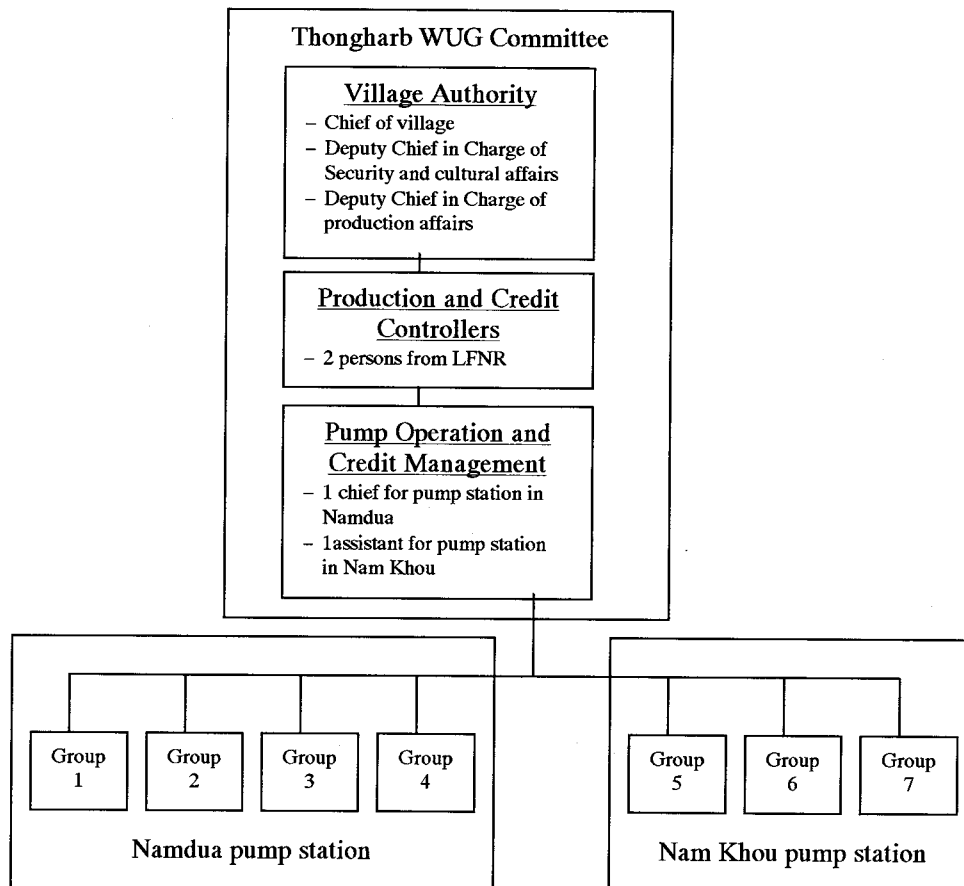 Thongharb WUG Committee
Village Authority
– Chief of village
– Deputy Chief in Charge of
Security and cultural affairs
– Deputy Chief in Charge of
production affairs
Production and Credit
Controllers
– 2 persons from LFNR
Pump Operation and
Credit Management
– 1 chief for pump station in
Namdua
– 1assistant for pump station
in Nam Khou
Group
1
Group
2
Group
3
Group
4
Namdua pump station
Group
5
Group
6
Group
7
Nam Khou pump station